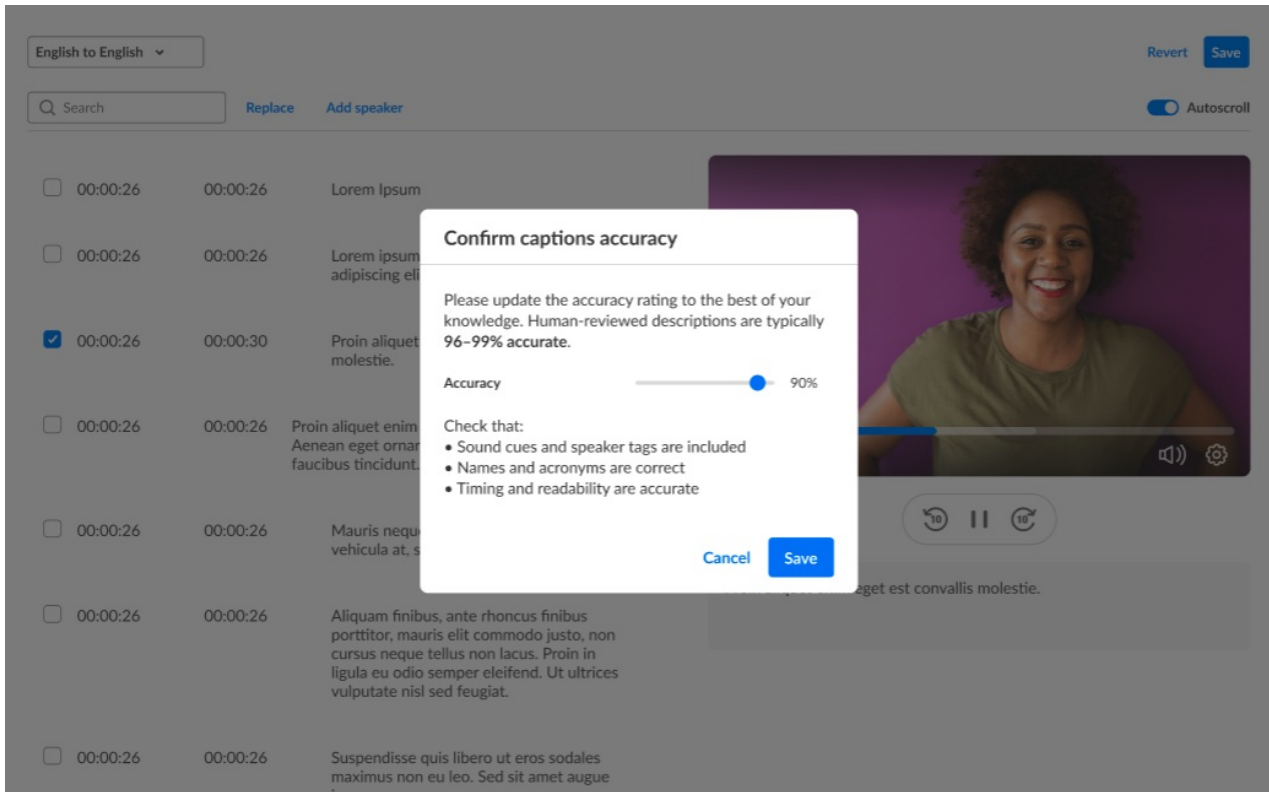 English to English
Revert
Save
Search
Replace
Add speaker
Autoscroll
00:00:26 00:00:26 Lorem Ipsum
00:00:26 00:00:26 Lorem ipsum
adipiscing eli
00:00:26 00:00:30 Proin aliquet
molestie.
00:00:26 00:00:26 Proin aliquet enim
Aenean eget ornar
faucibus tincidunt.
00:00:26 00:00:26 Mauris nequ
vehicula at, s
00:00:26 00:00:26 Aliquam finibus, ante rhoncus finibus
porttitor, mauris elit commodo justo, non
cursus neque tellus non lacus. Proin in
ligula eu odio semper eleifend. Ut ultrices
vulputate nisl sed feugiat.
00:00:26 00:00:26 Suspendisse quis libero ut eros sodales
maximus non eu leo. Sed sit amet augue
Confirm captions accuracy
Please update the accuracy rating to the best of your
knowledge. Human-reviewed descriptions are typically
96–99% accurate.
Accuracy 90%
Check that:
• Sound cues and speaker tags are included
• Names and acronyms are correct
• Timing and readability are accurate
Cancel
Save
10
10
eget est convallis molestie.